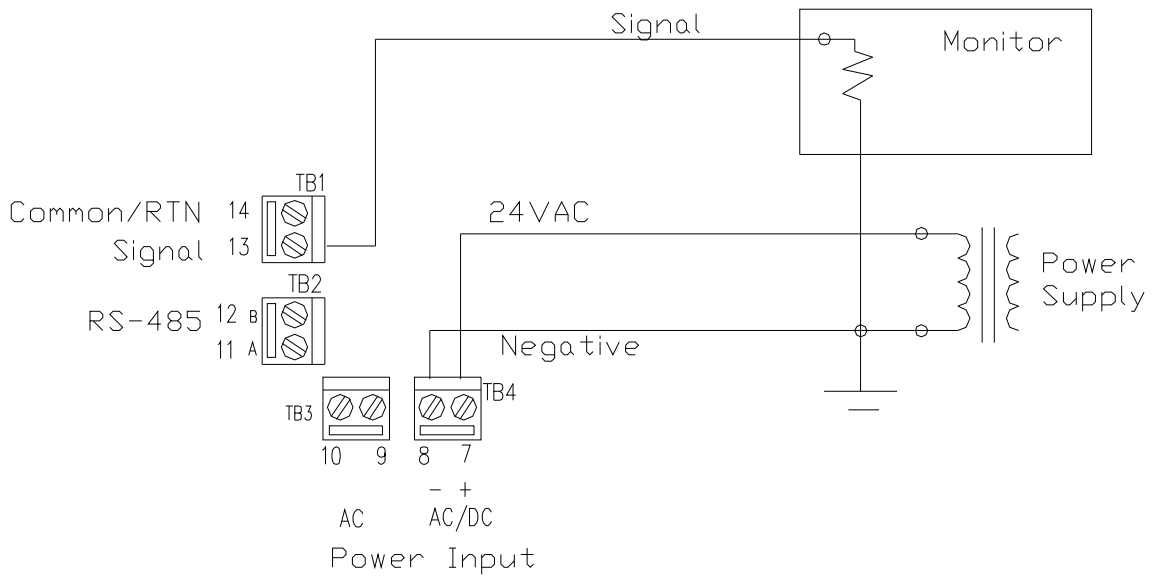 Signal
Monitor
TB1
Common/RTN 14
Signal 13
24VAC
TB2
RS-485 12 B
11 A
Power
Supply
Negative
TB3
TB4
10 9 8 7
- +
AC AC/DC
Power Input